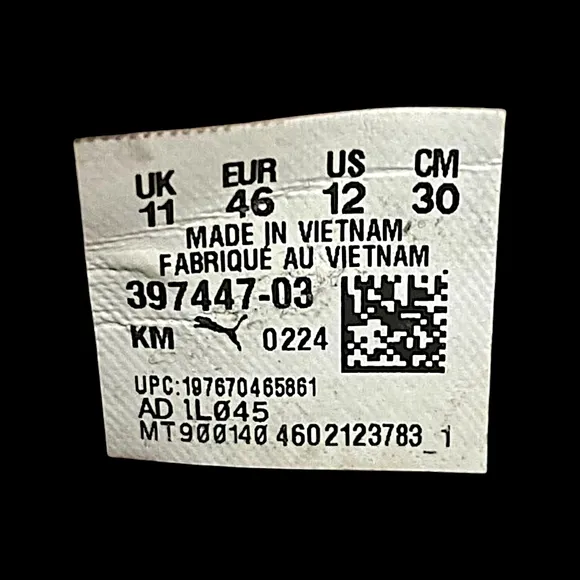 UK EUR US CM
11 46 12 30
MADE IN VIETNAM
FABRIQUÉ AU VIETNAM
397447-03
KM 0224
UPC:197670465861
AD 1L045
MT900140 4602123783_1